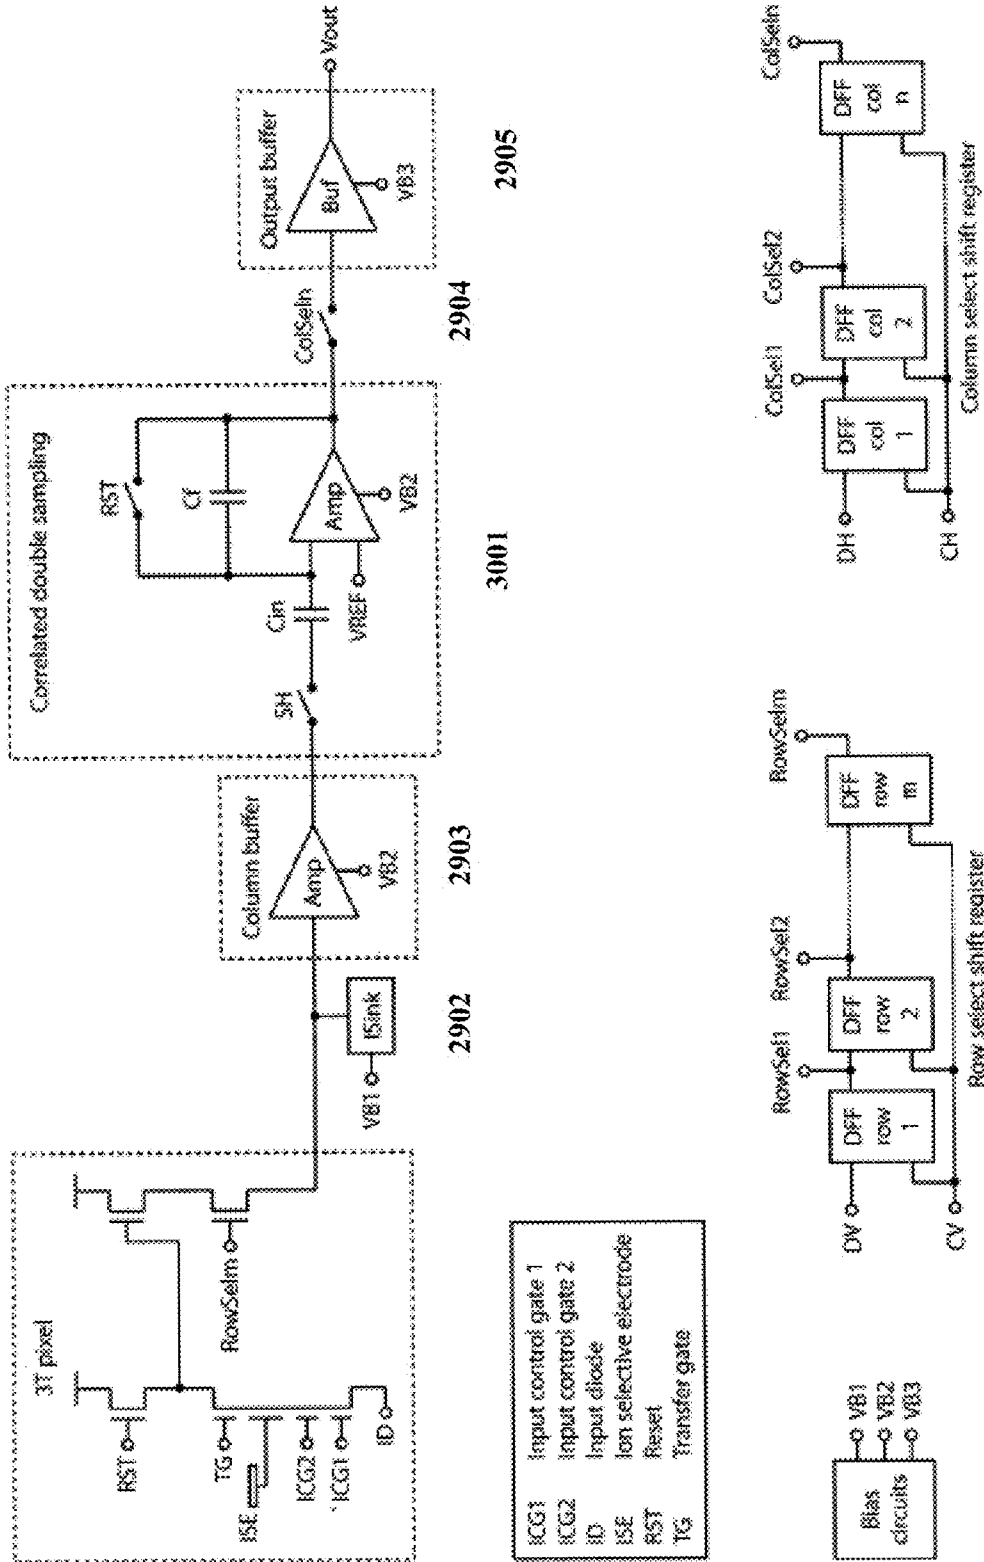 3T pixel
RST
TG
ISE
ICG2
ICG1
ID
RowSelm
VB1
ISink
2902
Column buffer
Amp
VB2
2903
Correlated double sampling
SH
Cin
RST
Cf
VREF
Amp
VB2
3001
ColSeln
2904
Output buffer
Buf
VB3
2905
Vout
ICG1 Input control gate 1
ICG2 Input control gate 2
ID Input diode
ISE Ion selective electrode
RST Reset
TG Transfer gate
Bias
circuits
VB1
VB2
VB3
DV
CV
DFF
row
1
RowSel1
DFF
row
2
RowSel2
DFF
row
m
RowSelm
Row select shift register
DH
CH
DFF
col
1
ColSel1
DFF
col
2
ColSel2
DFF
col
n
ColSeln
Column select shift register